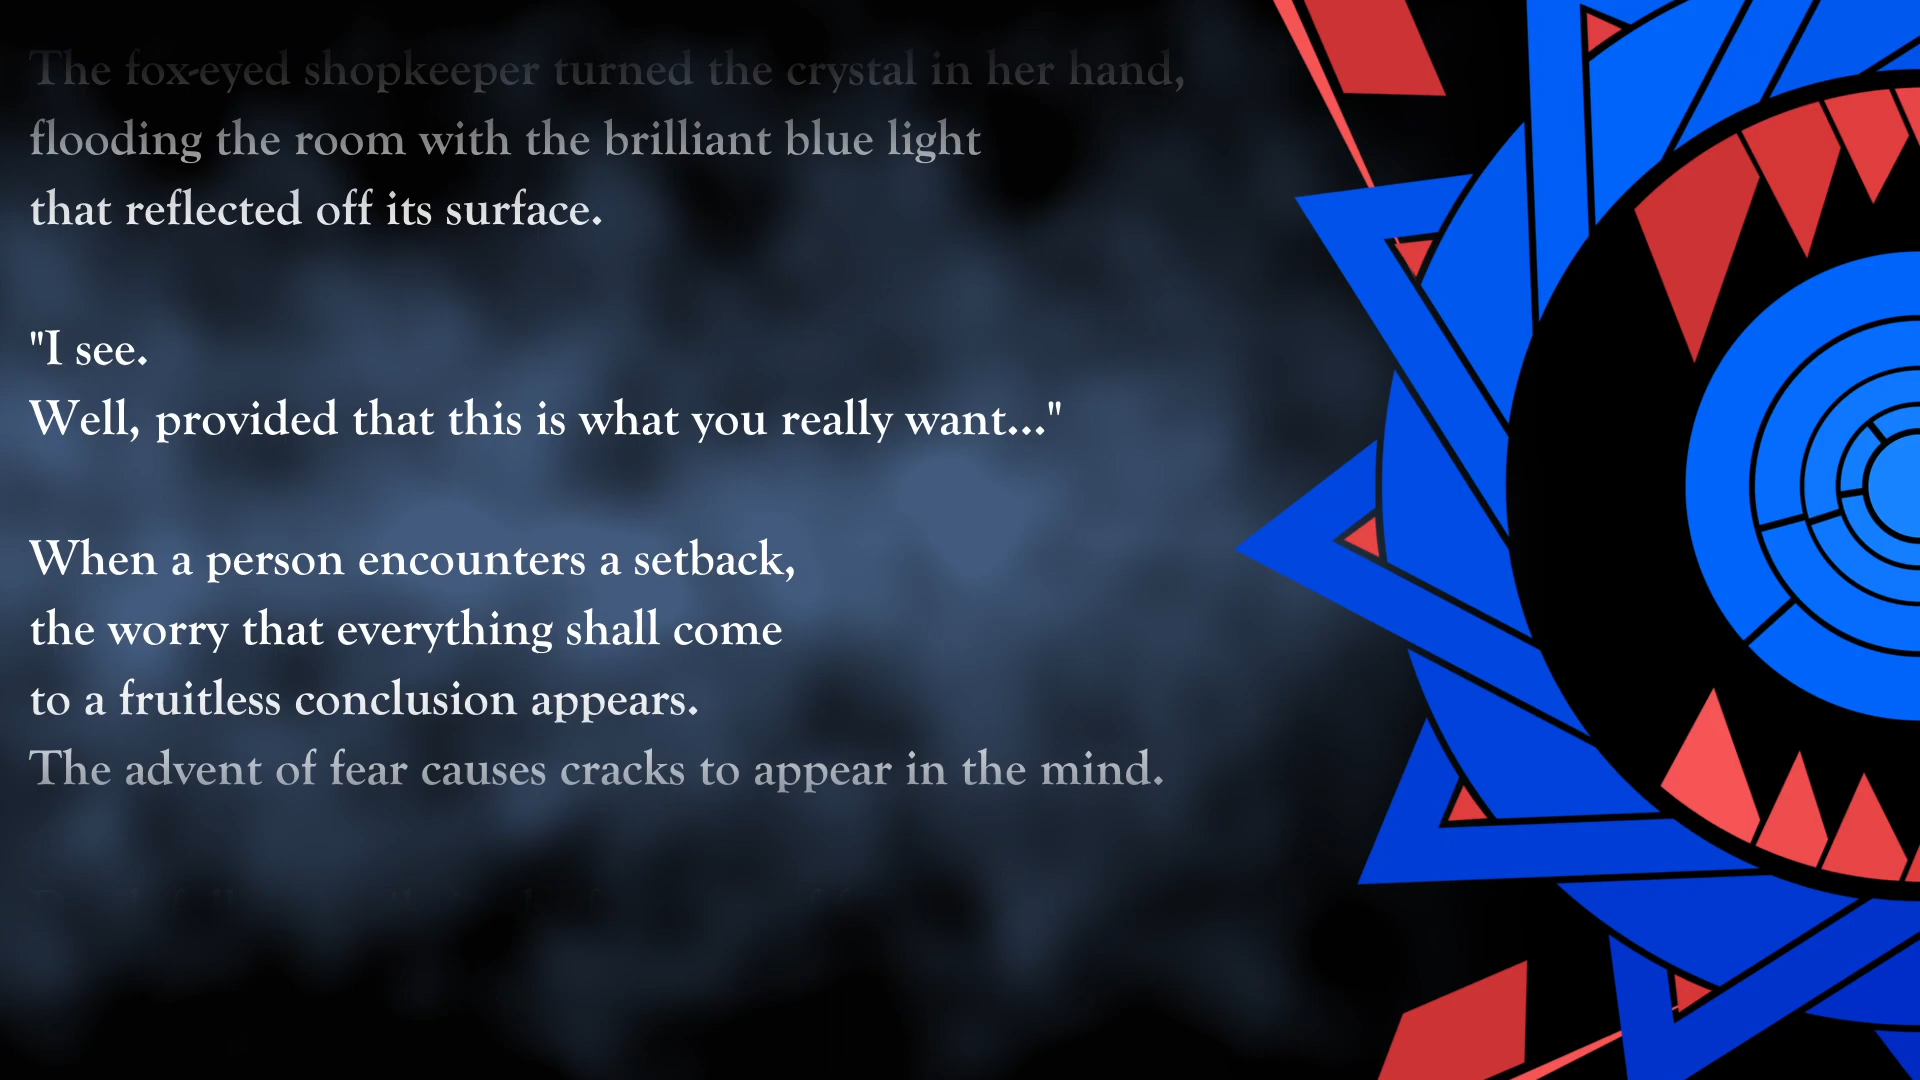 The fox-eyed shopkeeper turned the crystal in her hand,
flooding the room with the brilliant blue light
that reflected off its surface.
"I see.
Well, provided that this is what you really want..."
When a person encounters a setback,
the worry that everything shall come
to a fruitless conclusion appears.
The advent of fear causes cracks to appear in the mind.